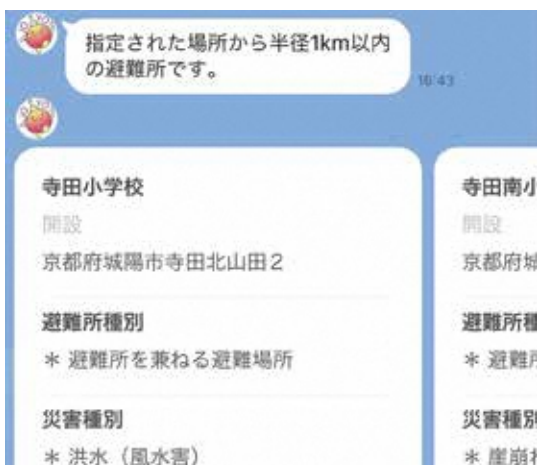 指定された場所から半径1km以内
の避難所です。
16:43
寺田小学校
開設
京都府城陽市寺田北山田2
避難所種別
＊ 避難所を兼ねる避難場所
災害種別
＊ 洪水（風水害）
寺田南小
開設
京都府城
避難所種
＊ 避難所
災害種別
＊ 崖崩れ